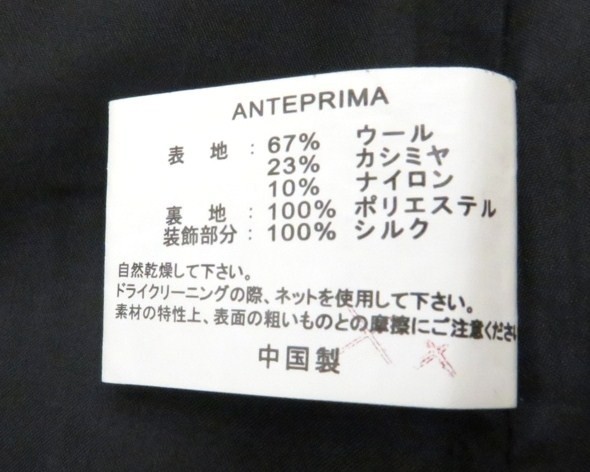 ANTEPRIMA
表 地 : 67% ウール
23% カシミヤ
10% ナイロン
裏 地 : 100% ポリエステル
装飾部分 : 100% シルク
自然乾燥して下さい。
ドライクリーニングの際、ネットを使用して下さい。
素材の特性上、表面の粗いものとの摩擦にご注意くださ
中国製